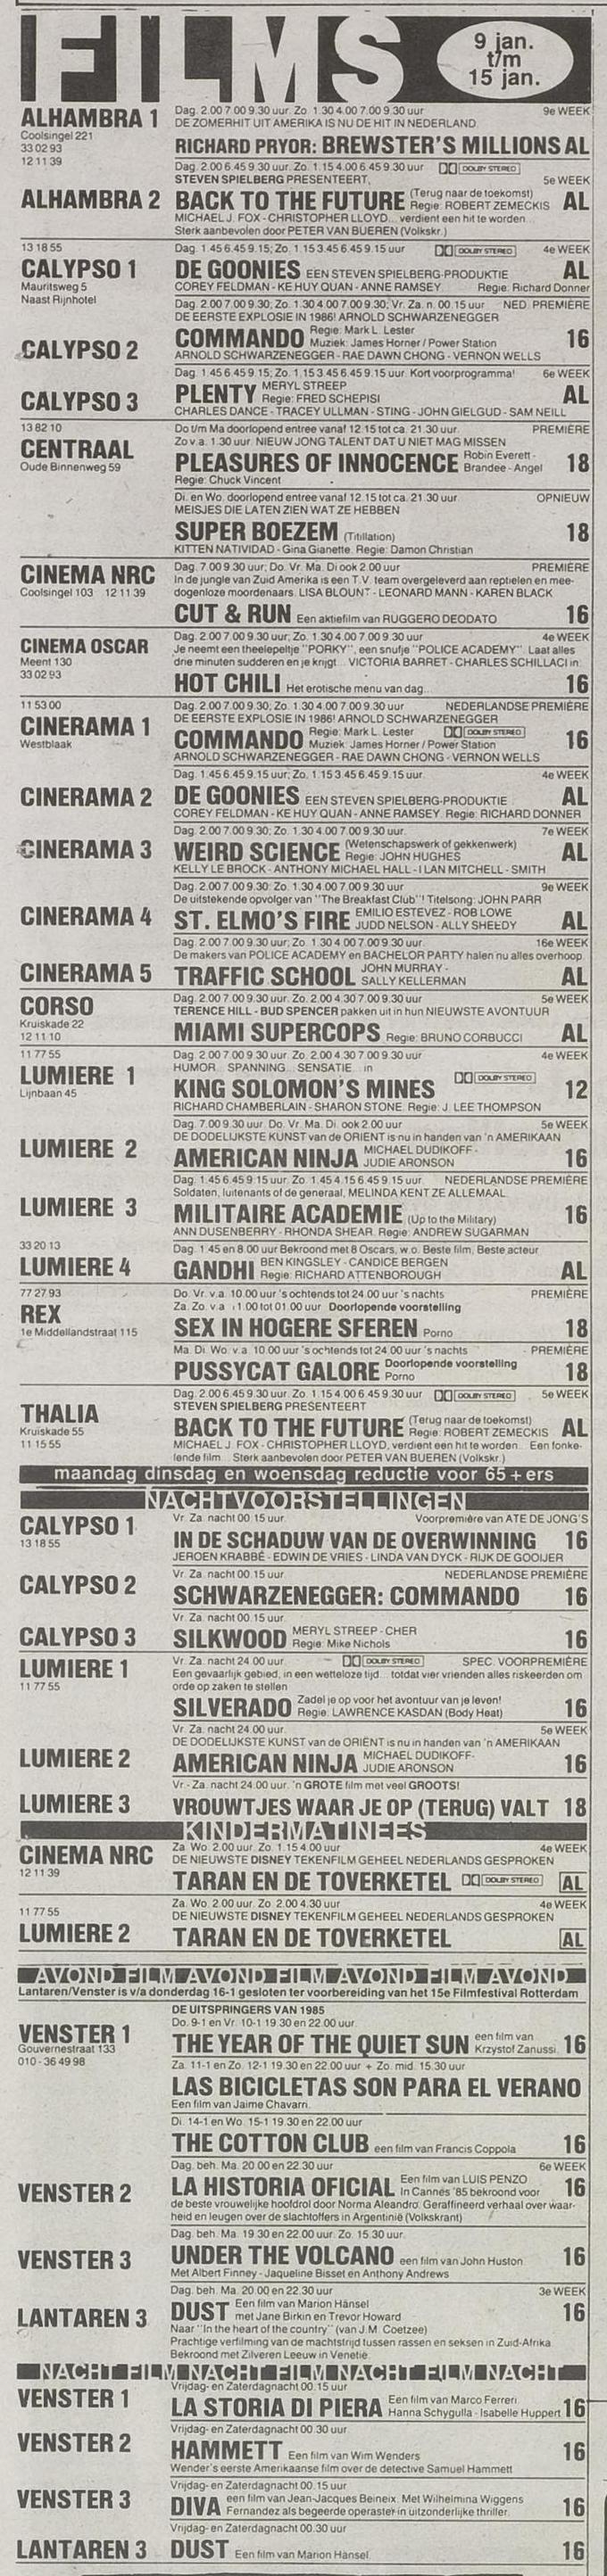 FILMS
9 jan.
t/m
15 jan.
ALHAMBRA 1
Coolsingel 221
33 02 93
12 11 39
Dag. 2.00 7.00 9.30 uur. Zo. 1.30 4.00 7.00 9.30 uur 9e WEEK
DE ZOMERHIT UIT AMERIKA IS NU DE HIT IN NEDERLAND
RICHARD PRYOR: BREWSTER'S MILLIONS AL
Dag. 2.00 6.45 9.30 uur. Zo. 1.15 4.00 6.45 9.30 uur DOLBY STEREO
STEVEN SPIELBERG PRESENTEERT, 5e WEEK
ALHAMBRA 2 BACK TO THE FUTURE (Terug naar de toekomst) Regie: ROBERT ZEMECKIS AL
MICHAEL J. FOX - CHRISTOPHER LLOYD... verdient een hit te worden...
Sterk aanbevolen door PETER VAN BUEREN (Volkskr.)
13 18 55
CALYPSO 1
Mauritsweg 5
Naast Rijnhotel
Dag. 1.45 6.45 9.15; Zo. 1.15 3.45 6.45 9.15 uur DOLBY STEREO 4e WEEK
DE GOONIES EEN STEVEN SPIELBERG-PRODUKTIE AL
COREY FELDMAN - KE HUY QUAN - ANNE RAMSEY Regie: Richard Donner
Dag. 2.00 7.00 9.30; Zo. 1.30 4.00 7.00 9.30; Vr. Za. n. 00.15 uur NED. PREMIÈRE
DE EERSTE EXPLOSIE IN 1986! ARNOLD SCHWARZENEGGER
CALYPSO 2 COMMANDO Regie: Mark L. Lester Muziek: James Horner / Power Station 16
ARNOLD SCHWARZENEGGER - RAE DAWN CHONG - VERNON WELLS
Dag. 1.45 6.45 9.15; Zo. 1.15 3.45 6.45 9.15 uur. Kort voorprogramma! 6e WEEK
CALYPSO 3 PLENTY MERYL STREEP Regie: FRED SCHEPISI AL
CHARLES DANCE - TRACEY ULLMAN - STING - JOHN GIELGUD - SAM NEILL
13 82 10
CENTRAAL
Oude Binnenweg 59
Do t/m Ma doorlopend entree vanaf 12.15 tot ca. 21.30 uur. PREMIÈRE
Zo v.a. 1.30 uur. NIEUW JONG TALENT DAT U NIET MAG MISSEN
PLEASURES OF INNOCENCE Robin Everett - Brandee - Angel 18
Regie: Chuck Vincent
Di. en Wo. doorlopend entree vanaf 12.15 tot ca. 21.30 uur OPNIEUW
MEISJES DIE LATEN ZIEN WAT ZE HEBBEN
SUPER BOEZEM (Titillation) 18
KITTEN NATIVIDAD - Gina Gianette. Regie: Damon Christian
CINEMA NRC
Coolsingel 103 12 11 39
Dag. 7.00 9.30 uur; Do. Vr. Ma. Di ook 2.00 uur PREMIÈRE
In de jungle van Zuid Amerika is een T.V. team overgeleverd aan reptielen en mee-
dogenloze moordenaars. LISA BLOUNT - LEONARD MANN - KAREN BLACK
CUT & RUN Een aktiefilm van RUGGERO DEODATO 16
CINEMA OSCAR
Meent 130
33 02 93
Dag. 2.00 7.00 9.30 uur; Zo. 1.30 4.00 7.00 9.30 uur 4e WEEK
Je neemt een theelepeltje "PORKY", een snufje "POLICE ACADEMY". Laat alles
drie minuten sudderen en je krijgt... VICTORIA BARRET - CHARLES SCHILLACI in:
HOT CHILI Het erotische menu van dag... 16
11 53 00
CINERAMA 1
Westblaak
Dag. 2.00 7.00 9.30; Zo. 1.30 4.00 7.00 9.30 uur NEDERLANDSE PREMIÈRE
DE EERSTE EXPLOSIE IN 1986! ARNOLD SCHWARZENEGGER
COMMANDO Regie: Mark L. Lester DOLBY STEREO Muziek: James Horner / Power Station 16
ARNOLD SCHWARZENEGGER - RAE DAWN CHONG - VERNON WELLS
Dag. 1.45 6.45 9.15 uur; Zo. 1.15 3.45 6.45 9.15 uur. 4e WEEK
CINERAMA 2 DE GOONIES EEN STEVEN SPIELBERG-PRODUKTIE AL
COREY FELDMAN - KE HUY QUAN - ANNE RAMSEY. Regie: RICHARD DONNER
Dag. 2.00 7.00 9.30; Zo. 1.30 4.00 7.00 9.30 uur. 7e WEEK
CINERAMA 3 WEIRD SCIENCE (Wetenschapswerk of gekkenwerk) Regie: JOHN HUGHES AL
KELLY LE BROCK - ANTHONY MICHAEL HALL - ILAN MITCHELL - SMITH
Dag. 2.00 7.00 9.30; Zo. 1.30 4.00 7.00 9.30 uur 9e WEEK
De uitstekende opvolger van "The Breakfast Club"! Titelsong: JOHN PARR
CINERAMA 4 ST. ELMO'S FIRE EMILIO ESTEVEZ - ROB LOWE JUDD NELSON - ALLY SHEEDY AL
Dag. 2.00 7.00 9.30 uur; Zo. 1.30 4.00 7.00 9.30 uur. 16e WEEK
De makers van POLICE ACADEMY en BACHELOR PARTY halen nu alles overhoop.
CINERAMA 5 TRAFFIC SCHOOL JOHN MURRAY - SALLY KELLERMAN AL
CORSO
Kruiskade 22
12 11 10
Dag. 2.00 7.00 9.30 uur. Zo. 2.00 4.30 7.00 9.30 uur 5e WEEK
TERENCE HILL - BUD SPENCER pakken uit in hun NIEUWSTE AVONTUUR
MIAMI SUPERCOPS Regie: BRUNO CORBUCCI AL
11 77 55
LUMIERE 1
Lijnbaan 45
Dag. 2.00 7.00 9.30 uur. Zo. 2.00 4.30 7.00 9.30 uur 4e WEEK
HUMOR... SPANNING... SENSATIE... in
KING SOLOMON'S MINES DOLBY STEREO 12
RICHARD CHAMBERLAIN - SHARON STONE. Regie: J. LEE THOMPSON
Dag. 7.00 9.30 uur. Do. Vr. Ma. Di. ook 2.00 uur 5e WEEK
DE DODELIJKSTE KUNST van de ORIENT is nu in handen van 'n AMERIKAAN
LUMIERE 2 AMERICAN NINJA MICHAEL DUDIKOFF - JUDIE ARONSON 16
Dag. 1.45 6.45 9.15 uur. Zo. 1.45 4.15 6.45 9.15 uur NEDERLANDSE PREMIÈRE
Soldaten, luitenants of de generaal, MELINDA KENT ZE ALLEMAAL
LUMIERE 3 MILITAIRE ACADEMIE (Up to the Military) 16
ANN DUSENBERRY - RHONDA SHEAR. Regie: ANDREW SUGARMAN
33 20 13
LUMIERE 4
Dag. 1.45 en 8.00 uur Bekroond met 8 Oscars, w.o. Beste film, Beste acteur
GANDHI BEN KINGSLEY - CANDICE BERGEN Regie: RICHARD ATTENBOROUGH AL
77 27 93
REX
1e Middellandstraat 115
Do. Vr. v.a. 10.00 uur 's ochtends tot 24.00 uur 's nachts PREMIÈRE
Za. Zo. v.a. 11.00 tot 01.00 uur Doorlopende voorstelling
SEX IN HOGERE SFEREN Porno 18
Ma. Di. Wo. v.a. 10.00 uur 's ochtends tot 24.00 uur 's nachts PREMIÈRE
PUSSYCAT GALORE Doorlopende voorstelling Porno 18
THALIA
Kruiskade 55
11 15 55
Dag. 2.00 6.45 9.30 uur. Zo. 1.15 4.00 6.45 9.30 uur DOLBY STEREO 5e WEEK
STEVEN SPIELBERG PRESENTEERT
BACK TO THE FUTURE (Terug naar de toekomst) Regie: ROBERT ZEMECKIS AL
MICHAEL J. FOX - CHRISTOPHER LLOYD, verdient een hit te worden... Een fonke-
lende film... Sterk aanbevolen door PETER VAN BUEREN (Volkskr.)
maandag dinsdag en woensdag reductie voor 65 + ers
NACHTVOORSTELLINGEN
CALYPSO 1
13 18 55
Vr. Za. nacht 00.15 uur Voorpremière van ATE DE JONG'S
IN DE SCHADUW VAN DE OVERWINNING 16
JEROEN KRABBÉ - EDWIN DE VRIES - LINDA VAN DYCK - RIJK DE GOOIJER
Vr. Za. nacht 00.15 uur NEDERLANDSE PREMIÈRE
CALYPSO 2 SCHWARZENEGGER: COMMANDO 16
Vr. Za. nacht 00.15 uur
CALYPSO 3 SILKWOOD MERYL STREEP - CHER Regie: Mike Nichols 16
LUMIERE 1
11 77 55
Vr. Za. nacht 24.00 uur DOLBY STEREO SPEC. VOORPREMIÈRE
Een gevaarlijk gebied, in een wetteloze tijd... totdat vier vrienden alles riskeerden om
orde op zaken te stellen
SILVERADO Zadel je op voor het avontuur van je leven! Regie: LAWRENCE KASDAN (Body Heat) 16
Vr. Za. nacht 24.00 uur. 5e WEEK
DE DODELIJKSTE KUNST van de ORIËNT is nu in handen van 'n AMERIKAAN
LUMIERE 2 AMERICAN NINJA MICHAEL DUDIKOFF- JUDIE ARONSON 16
Vr. - Za. nacht 24.00 uur. 'n GROTE film met veel GROOTS!
LUMIERE 3 VROUWTJES WAAR JE OP (TERUG) VALT 18
KINDERMATINEES
CINEMA NRC
12 11 39
Za. Wo. 2.00 uur. Zo. 1.15 4.00 uur 4e WEEK
DE NIEUWSTE DISNEY TEKENFILM GEHEEL NEDERLANDS GESPROKEN
TARAN EN DE TOVERKETEL DOLBY STEREO AL
11 77 55
LUMIERE 2
Za. Wo. 2.00 uur. Zo. 2.00 4.30 uur 4e WEEK
DE NIEUWSTE DISNEY TEKENFILM GEHEEL NEDERLANDS GESPROKEN
TARAN EN DE TOVERKETEL AL
AVOND FILM AVOND FILM AVOND FILM AVOND
Lantaren/Venster is v/a donderdag 16-1 gesloten ter voorbereiding van het 15e Filmfestival Rotterdam
VENSTER 1
Gouvernestraat 133
010 - 36 49 98
DE UITSPRINGERS VAN 1985
Do. 9-1 en Vr. 10-1 19.30 en 22.00 uur
THE YEAR OF THE QUIET SUN een film van Krzystof Zanussi. 16
Za. 11-1 en Zo. 12-1 19.30 en 22.00 uur + Zo. mid. 15.30 uur
LAS BICICLETAS SON PARA EL VERANO
Een film van Jaime Chavarri.
Di. 14-1 en Wo. 15-1 19.30 en 22.00 uur
THE COTTON CLUB een film van Francis Coppola 16
Dag. beh. Ma. 20.00 en 22.30 uur 6e WEEK
VENSTER 2 LA HISTORIA OFICIAL Een film van LUIS PENZO In Cannes '85 bekroond voor 16
de beste vrouwelijke hoofdrol door Norma Aleandro. Geraffineerd verhaal over waar-
heid en leugen over de slachtoffers in Argentinië (Volkskrant)
Dag. beh. Ma. 19.30 en 22.00 uur. Zo. 15.30 uur.
VENSTER 3 UNDER THE VOLCANO een film van John Huston. 16
Met Albert Finney - Jaqueline Bisset en Anthony Andrews
Dag. beh. Ma. 20.00 en 22.30 uur 3e WEEK
LANTAREN 3 DUST Een film van Marion Hänsel met Jane Birkin en Trevor Howard 16
Naar "In the heart of the country" (van J.M. Coetzee)
Prachtige verfilming van de machtstrijd tussen rassen en seksen in Zuid-Afrika.
Bekroond met Zilveren Leeuw in Venetië.
NACHT FILM NACHT FILM NACHT FILM NACHT
Vrijdag- en Zaterdagnacht 00.15 uur
VENSTER 1 LA STORIA DI PIERA Een film van Marco Ferreri. Hanna Schygulla - Isabelle Huppert 16
Vrijdag- en Zaterdagnacht 00.30 uur
VENSTER 2 HAMMETT Een film van Wim Wenders 16
Wender's eerste Amerikaanse film over de detective Samuel Hammett
Vrijdag- en Zaterdagnacht 00.15 uur
VENSTER 3 DIVA een film van Jean-Jacques Beineix. Met Wilhelmina Wiggens Fernandez als begeerde operaster in uitzonderlijke thriller. 16
Vrijdag- en Zaterdagnacht 00.30 uur
LANTAREN 3 DUST Een film van Marion Hänsel 16